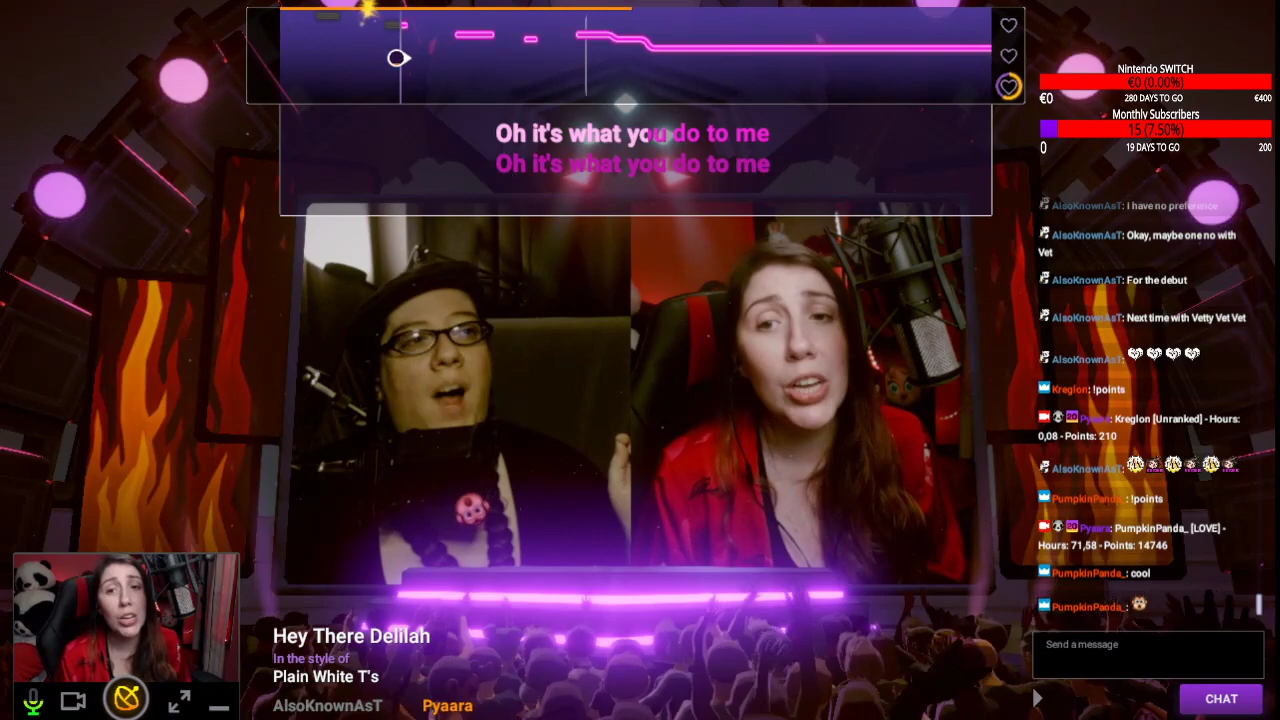 Oh it's what you do to me
Oh it's what you do to me
Nintendo SWITCH
€0 (0.00%)
€0 280 DAYS TO GO €400
Monthly Subscribers
15 (7.50%)
0 19 DAYS TO GO 200
AlsoKnownAsT: I have no preference
AlsoKnownAsT: Okay, maybe one no with
Vet
AlsoKnownAsT: For the debut
AlsoKnownAsT: Next time with Vetty Vet Vet
AlsoKnownAsT:
Kreglon: !points
20 Pyaara: Kreglon [Unranked] - Hours:
0,08 - Points: 210
AlsoKnownAsT:
PumpkinPanda_: !points
20 Pyaara: PumpkinPanda_ [LOVE] -
Hours: 71,58 - Points: 14746
PumpkinPanda_: cool
PumpkinPanda_:
Send a message
CHAT
Hey There Delilah
In the style of
Plain White T's
AlsoKnownAsT Pyaara